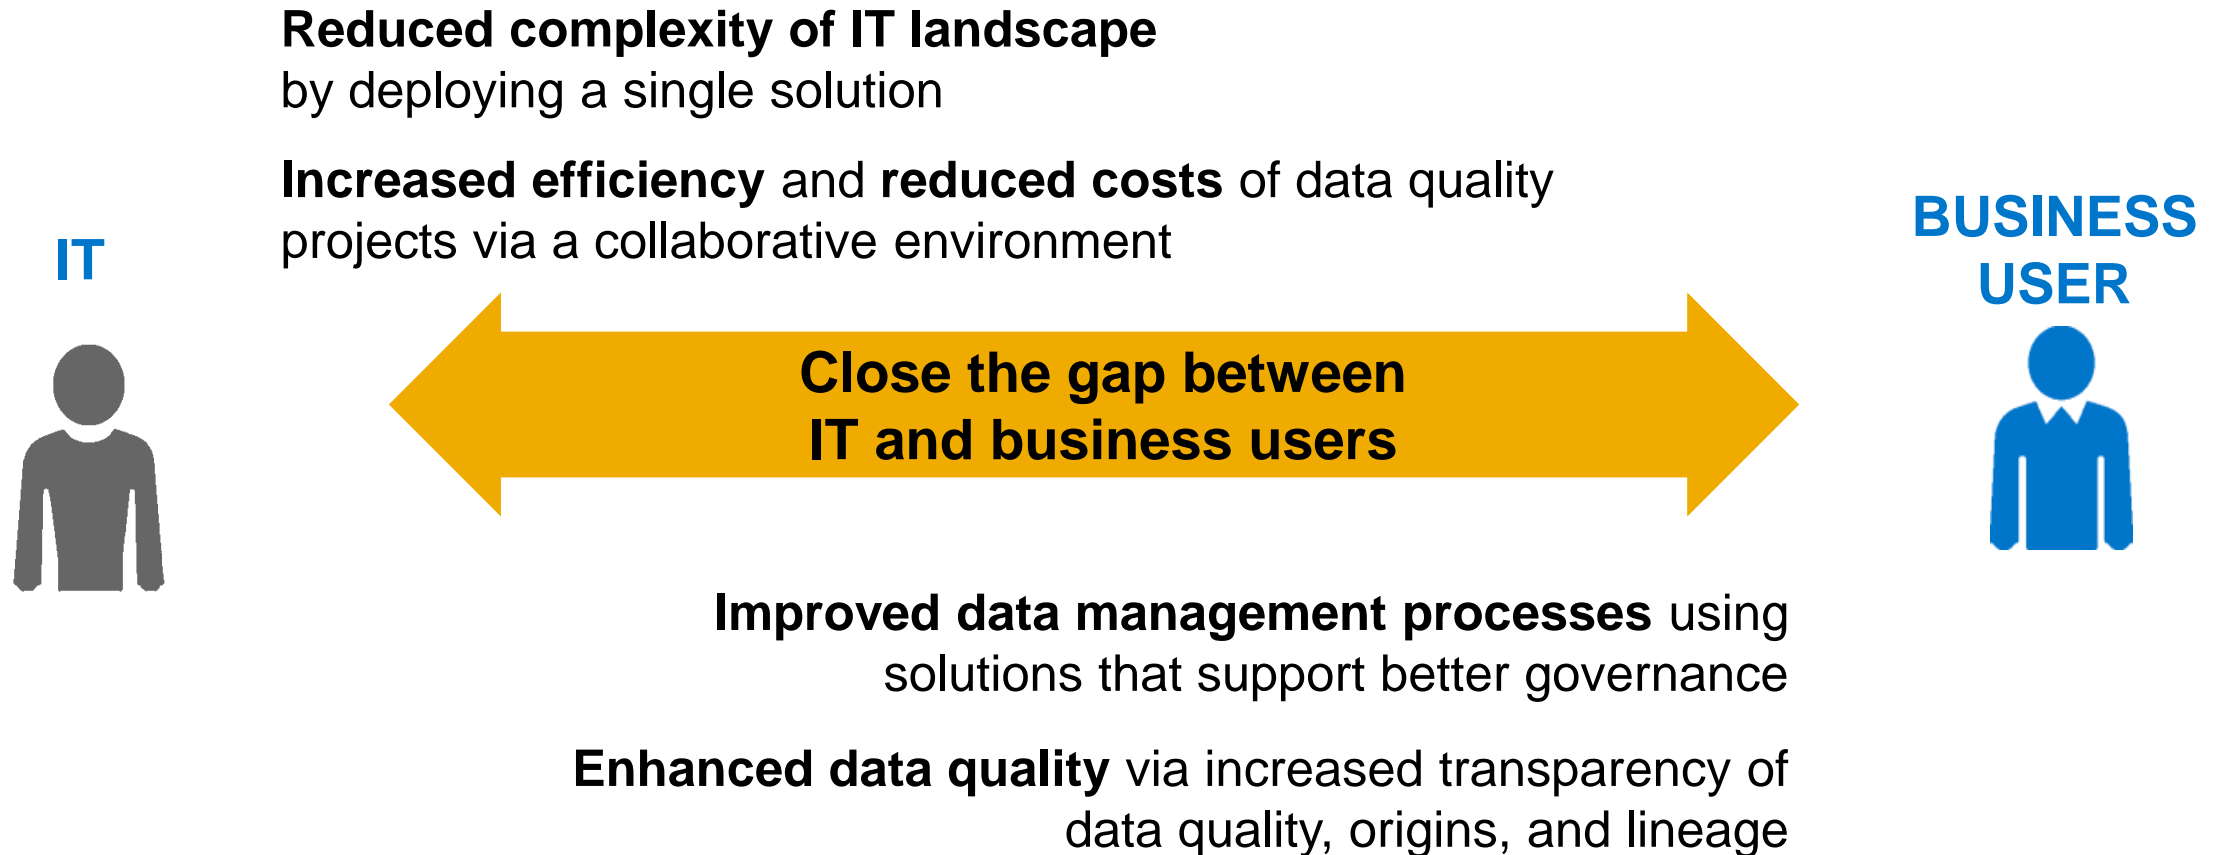 Reduced complexity of IT landscape
by deploying a single solution
Increased efficiency and reduced costs of data quality
projects via a collaborative environment
IT
BUSINESS
USER
Close the gap between
IT and business users
Improved data management processes using
solutions that support better governance
Enhanced data quality via increased transparency of
data quality, origins, and lineage